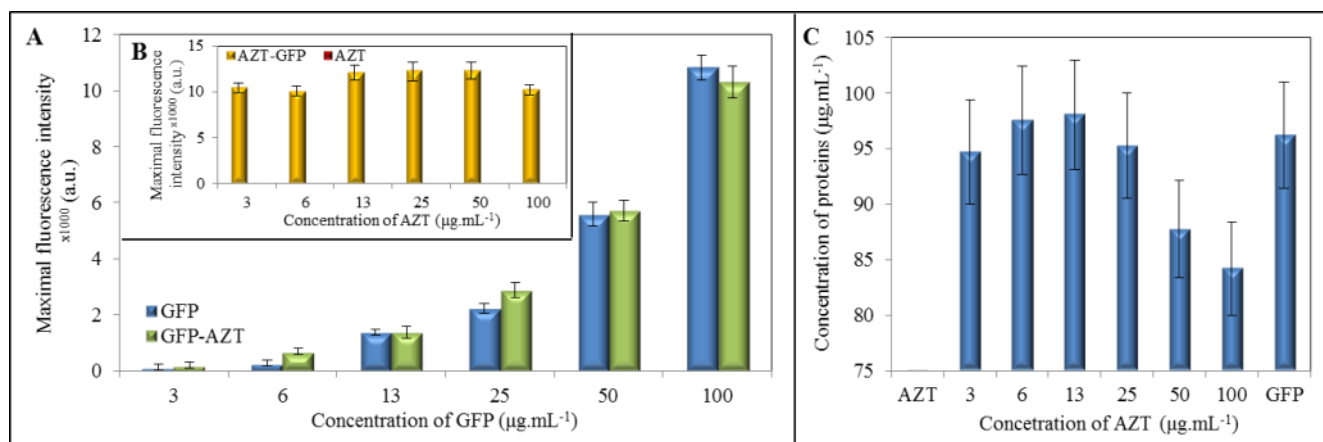 A
Maximal fluorescence intensity
x1000 (a.u.)
12
10
8
6
4
2
0
GFP
GFP-AZT
3 6 13 25 50 100
Concentration of GFP (µg.mL-1)
B
Maximal fluorescence
intensity x1000 (a.u.)
15
10
5
0
AZT-GFP AZT
3 6 13 25 50 100
Concentration of AZT (µg.mL-1)
C
Concentration of proteins (µg.mL-1)
105
100
95
90
85
80
75
AZT 3 6 13 25 50 100 GFP
Concetration of AZT (µg.mL-1)